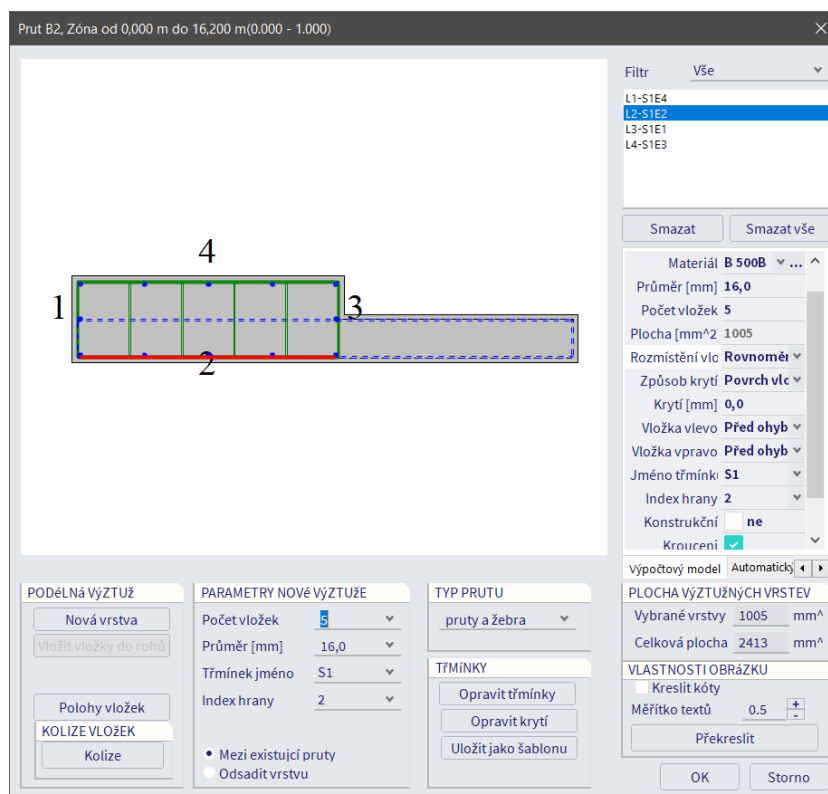 Prut B2, Zóna od 0,000 m do 16,200 m(0.000 - 1.000)
Filtr Vše
L1-S1E4
L2-S1E2
L3-S1E1
L4-S1E3
Smazat Smazat vše
4
1
3
2
Materiál B 500B ...
Průměr [mm] 16,0
Počet vložek 5
Plocha [mm^2 1005
Rozmístění vlo Rovnoměr
Způsob krytí Povrch vlo
Krytí [mm] 0,0
Vložka vlevo Před ohyb
Vložka vpravo Před ohyb
Jméno třmínk S1
Index hrany 2
Konstrukční ne
Krouceni
Výpočtový model Automatický
PODéLNÁ VýZTUž
Nová vrstva
Vložit vložky do rohů
Polohy vložek
KOLIZE VLOžEK
Kolize
PARAMETRY NOVé VýZTUžE
Počet vložek 5
Průměr [mm] 16,0
Třmínek jméno S1
Index hrany 2
Mezi existujcí pruty
Odsadit vrstvu
TYP PRUTU
pruty a žebra
TřMíNKY
Opravit třmínky
Opravit krytí
Uložit jako šablonu
PLOCHA VýZTUžNýCH VRSTEV
Vybrané vrstvy 1005 mm^
Celková plocha 2413 mm^
VLASTNOSTI OBRáZKU
Kreslit kóty
Měřítko textů 0.5 + -
Překreslit
OK Storno